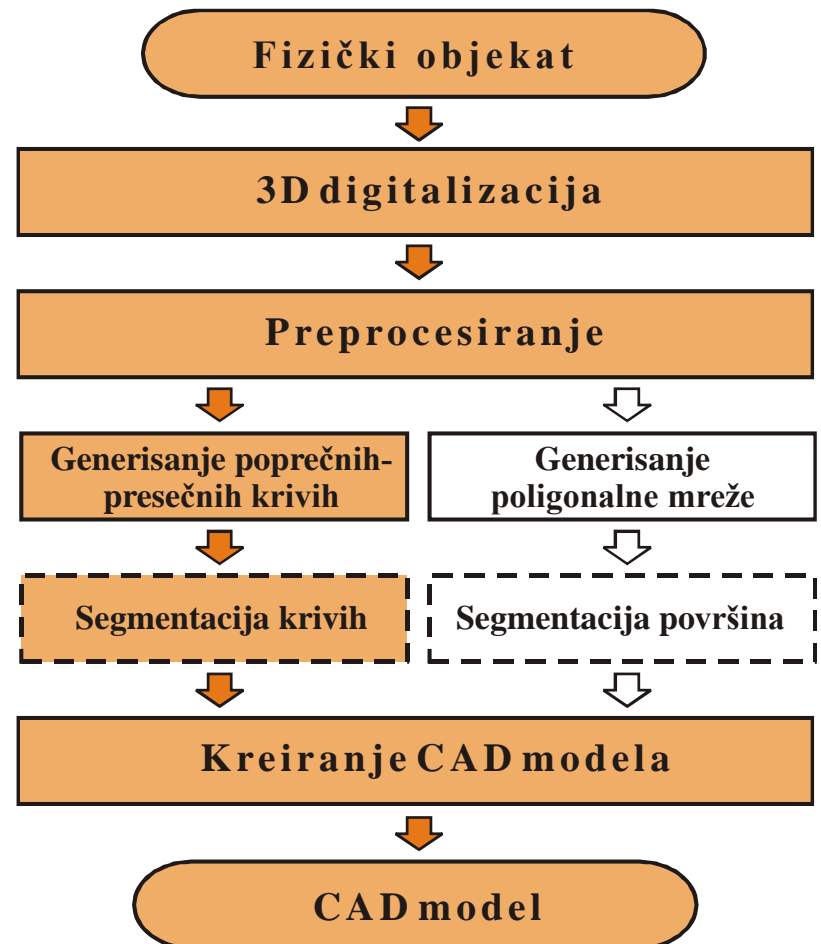 Fizički objekat
3D digitalizacija
Preprocesiranje
Generisanje poprečnih-
presečnih krivih
Generisanje
poligonalne mreže
Segmentacija krivih
Segmentacija površina
Kreiranje CAD modela
CAD model